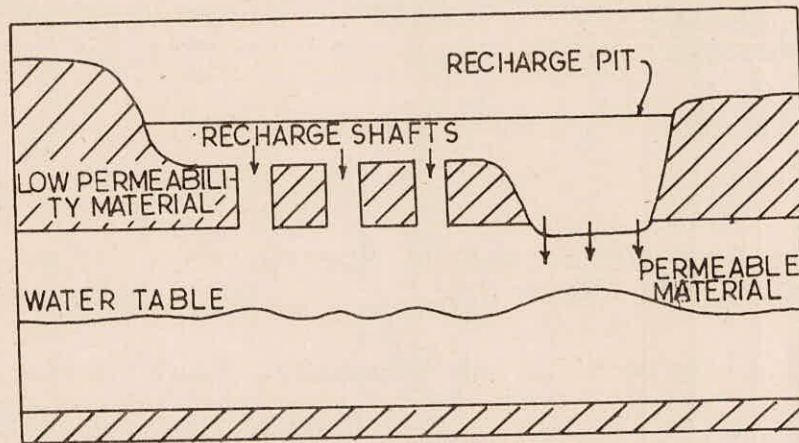 RECHARGE PIT
RECHARGE SHAFTS
LOW PERMEABILI-
TY MATERIAL
PERMEABLE
MATERIAL
WATER TABLE